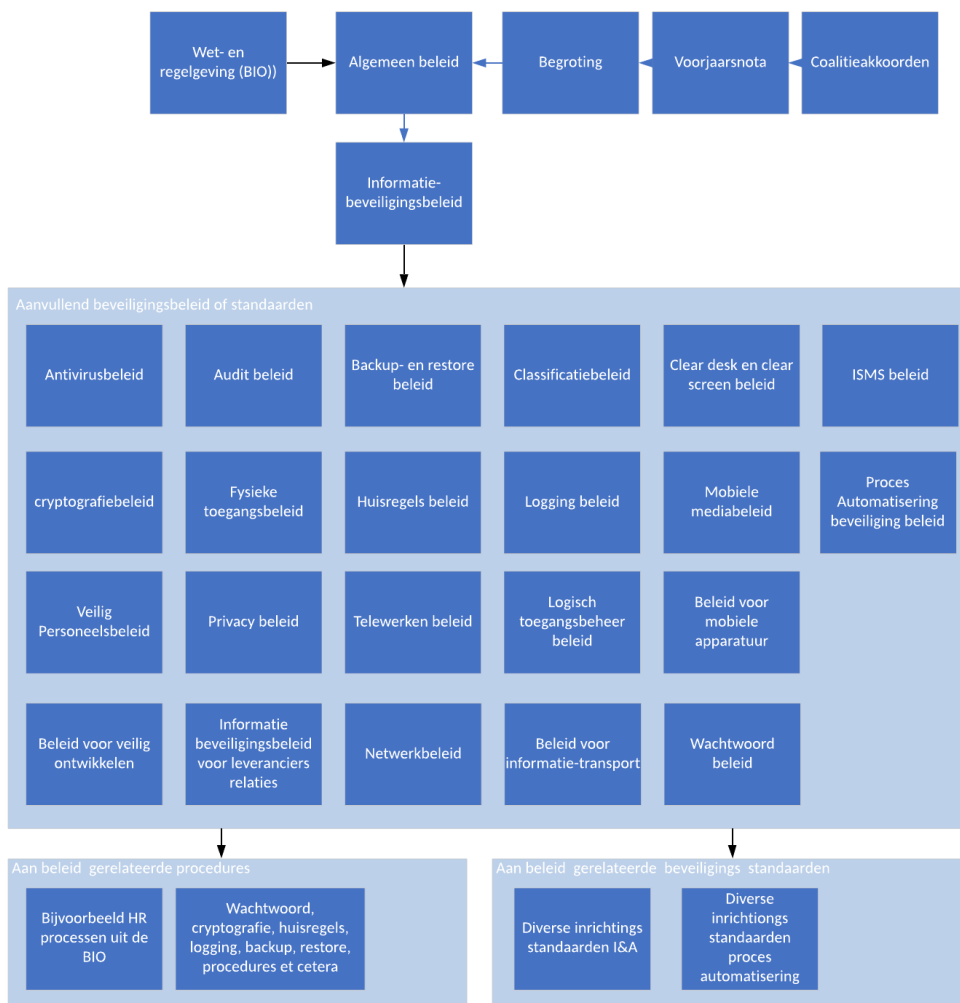 Wet- en
regelgeving (BIO))
Algemeen beleid
Begroting
Voorjaarsnota
Coalitieakkoorden
Informatie-
beveiligingsbeleid
Aanvullend beveiligingsbeleid of standaarden
Antivirusbeleid
Audit beleid
Backup- en restore
beleid
Classificatiebeleid
Clear desk en clear
screen beleid
ISMS beleid
cryptografiebeleid
Fysieke
toegangsbeleid
Huisregels beleid
Logging beleid
Mobiele
mediabeleid
Proces
Automatisering
beveiliging beleid
Veilig
Personeelsbeleid
Privacy beleid
Telewerken beleid
Logisch
toegangsbeheer
beleid
Beleid voor
mobiele
apparatuur
Beleid voor veilig
ontwikkelen
Informatie
beveiligingsbeleid
voor leveranciers
relaties
Netwerkbeleid
Beleid voor
informatie-transport
Wachtwoord
beleid
Aan beleid gerelateerde procedures
Bijvoorbeeld HR
processen uit de
BIO
Wachtwoord,
cryptografie, huisregels,
logging, backup, restore,
procedures et cetera
Aan beleid gerelateerde beveiligings standaarden
Diverse inrichtings
standaarden I&A
Diverse
inrichtiongs
standaarden
proces
automatisering